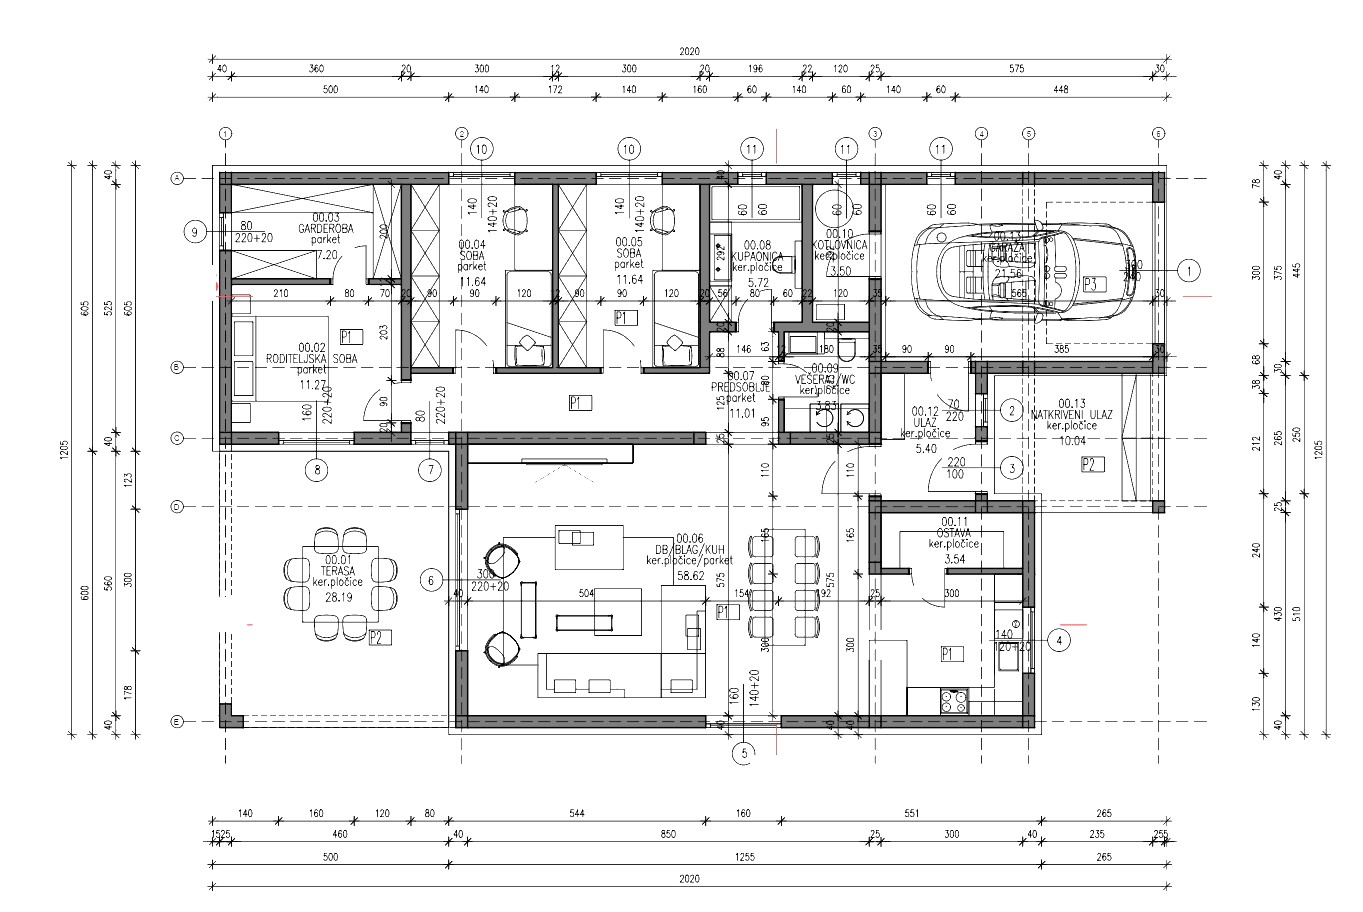 2020
40 360 20 300 12 300 20 196 22 120 25 575 30
500 140 172 140 160 60 140 60 140 60 448
1 2 3 4 5 6
10 10 11 11 11
A
B
C
D
E
9
80
220+20
00.03
GARDEROBA
parket
7.20
200
140
140+20
00.04
SOBA
parket
11.64
140
140+20
00.05
SOBA
parket
11.64
60 60
292
00.08
KUPAONICA
ker.pločice
5.72
60 60
00.10
KOTLOVNICA
ker.pločice
3.50
60 60
ker.pločice
21.56
P3
1
210 80 70 20 90 90 120 90 90 120 20 56 80 60 22 120 35 565 30
P1
203
00.02
RODITELJSKA SOBA
parket
11.27
160
220+20
90
20
80
220+20
P1
P1
88
146
63
180
35 90 90 385
00.07
PREDSOBLJE
parket
11.01
125
80
95
00.09
VEŠERAJ/WC
ker.pločice
3.83
00.12
ULAZ
ker.pločice
5.40
70
220
2
220
100
3
00.13
NATKRIVENI ULAZ
ker.pločice
10.04
P2
8
7
110
110
00.01
TERASA
ker.pločice
28.19
P2
6
300
220+20
00.06
DB/BLAG/KUH
ker.pločice/parket
58.62
P1
165
165
575
575
40 504 154 192 25 300
300
300
00.11
OSTAVA
ker.pločice
3.54
140
120+20
4
P1
160
140+20
40
40
40
5
1205
605 600
40 525 40 560 40
605 123 300 178
78 300 68 38 212 240 140 130
40 375 30 265 25 430 40
445 250 510
1205
140 160 120 80 544 160 551 265
15 25 460 40 850 25 300 40 235 25 5
500 1255 265
2020